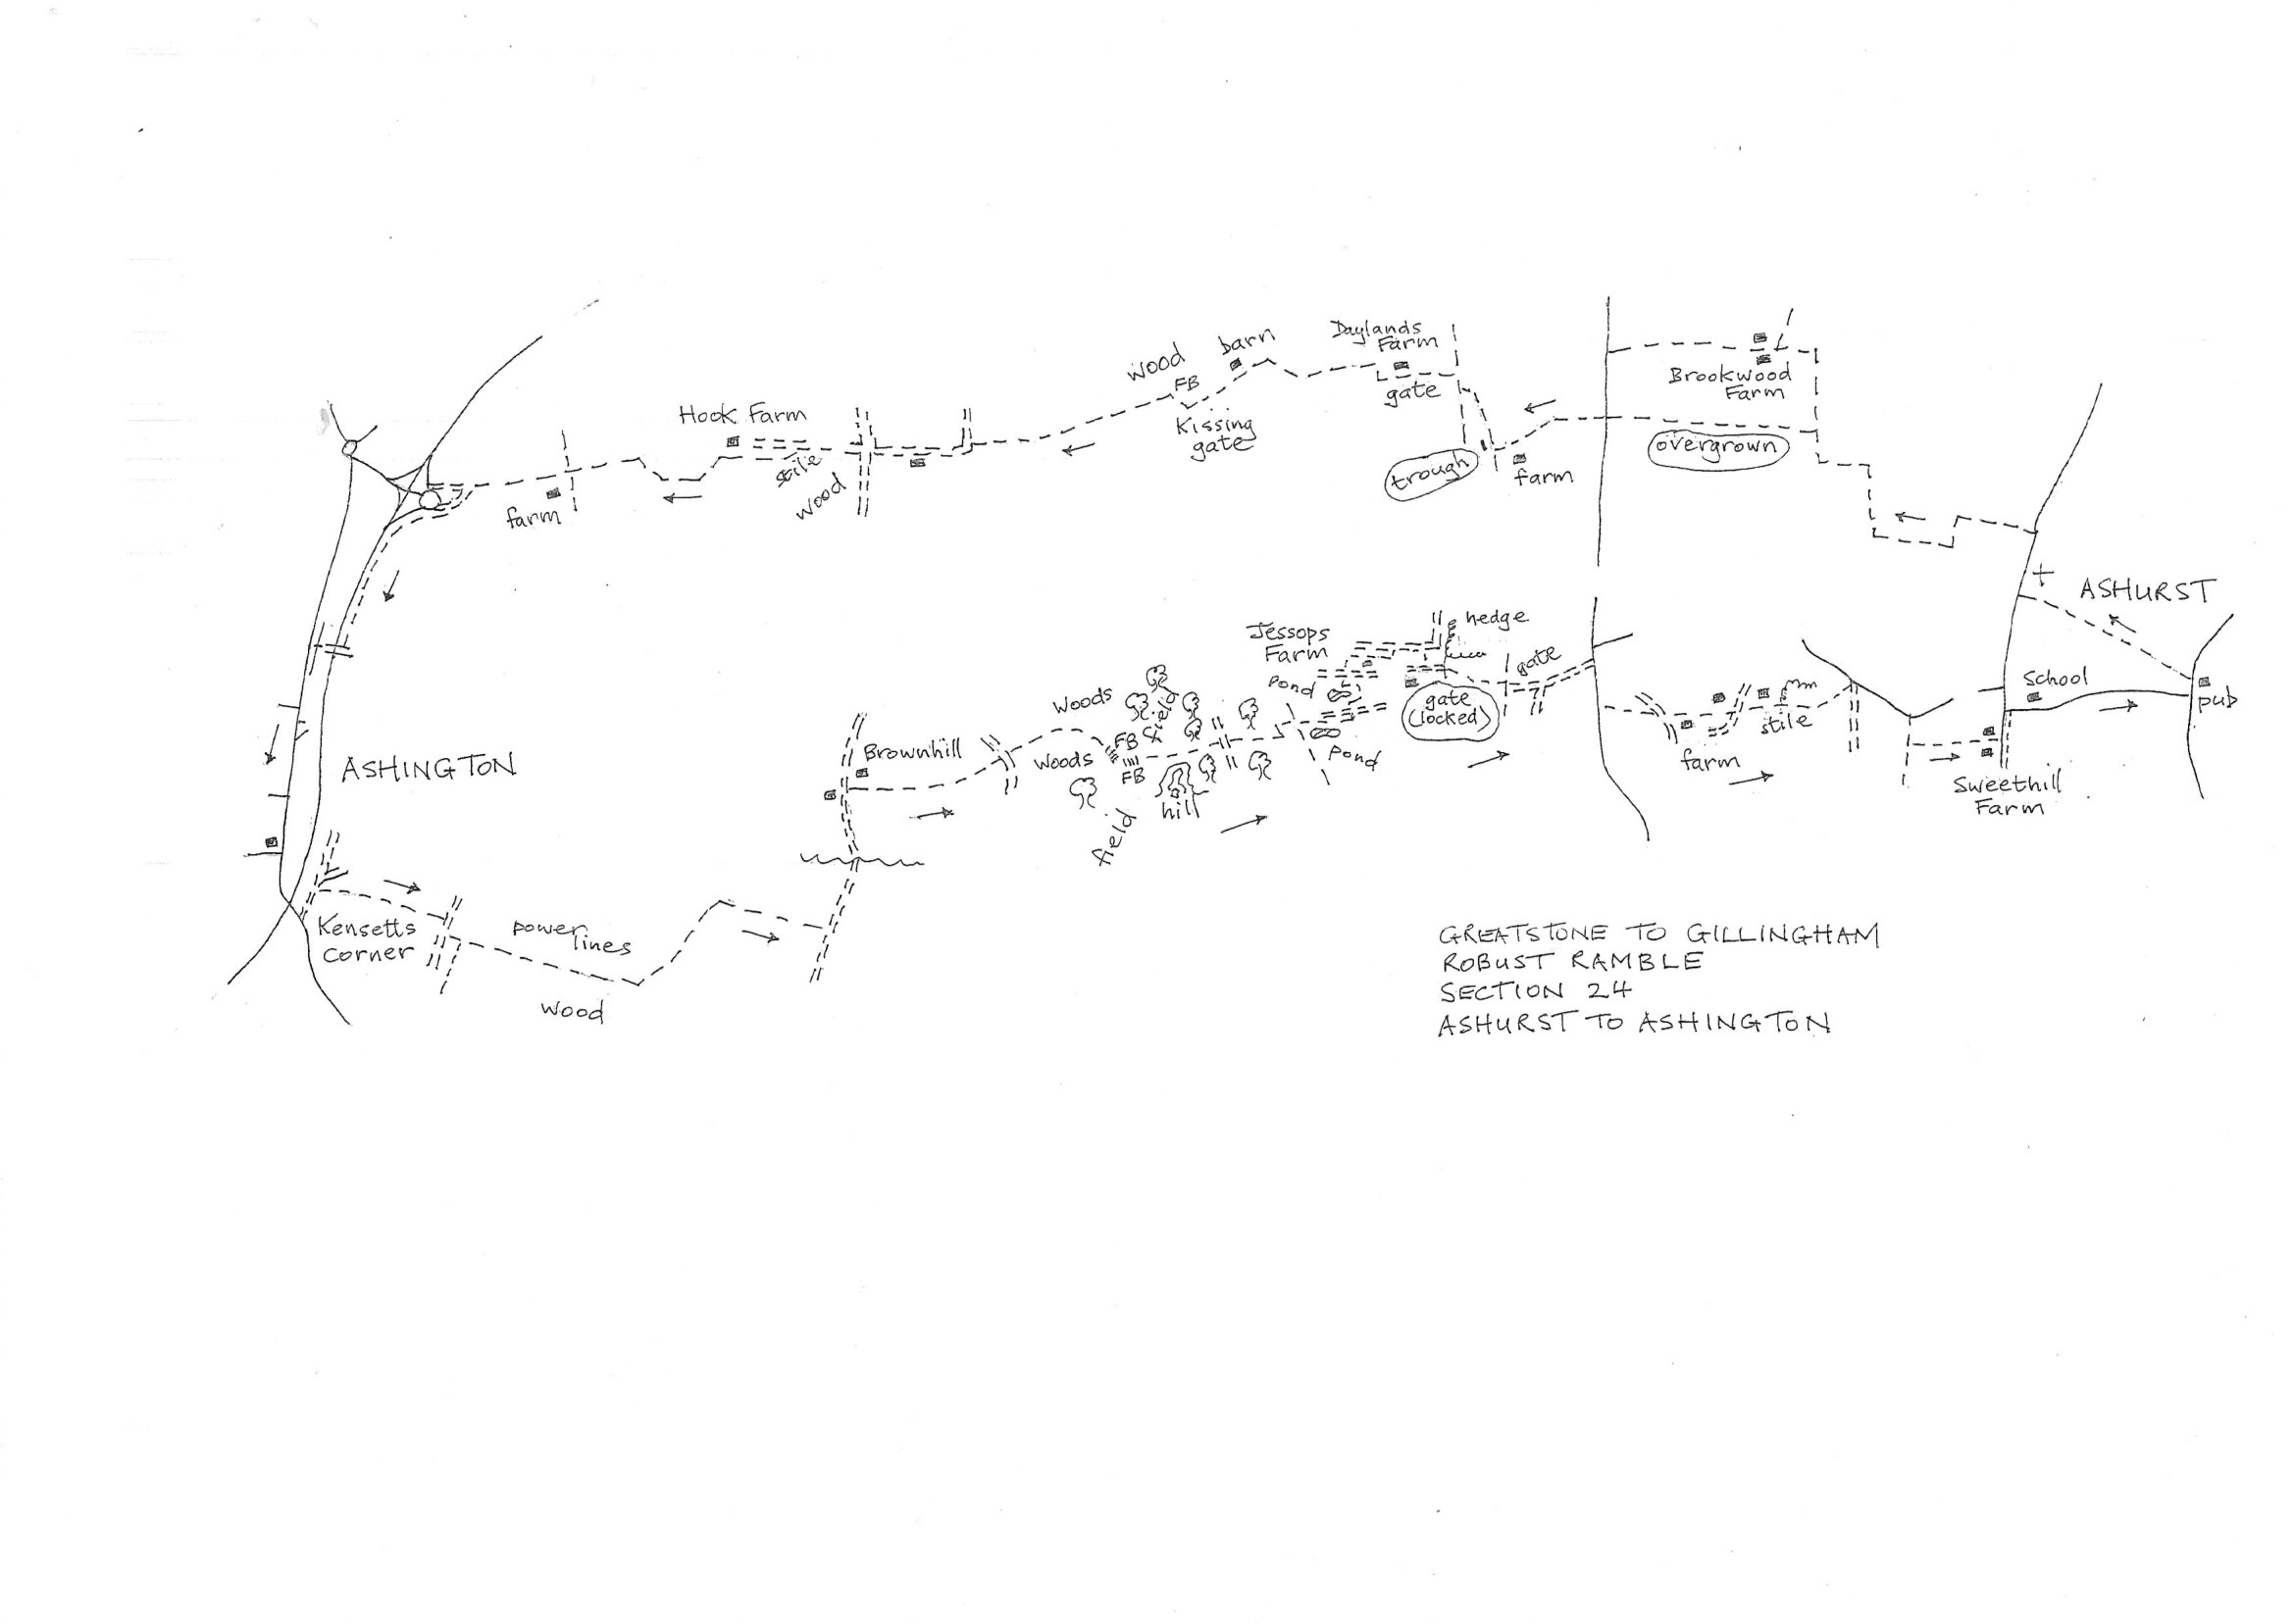 Daylands
Farm
gate
wood
barn
FB
Kissing
gate
Hook Farm
stile
wood
farm
trough
farm
Brookwood
Farm
overgrown
ASHURST
School
pub
Sweethill
Farm
stile
farm
hedge
gate
gate
(locked)
Jessops
Farm
Pond
Pond
Woods
field
Woods
FB
FB
hill
field
Brownhill
ASHINGTON
Kensetts
Corner
power
lines
wood
GREATSTONE TO GILLINGHAM
ROBUST RAMBLE
SECTION 24
ASHURST TO ASHINGTON